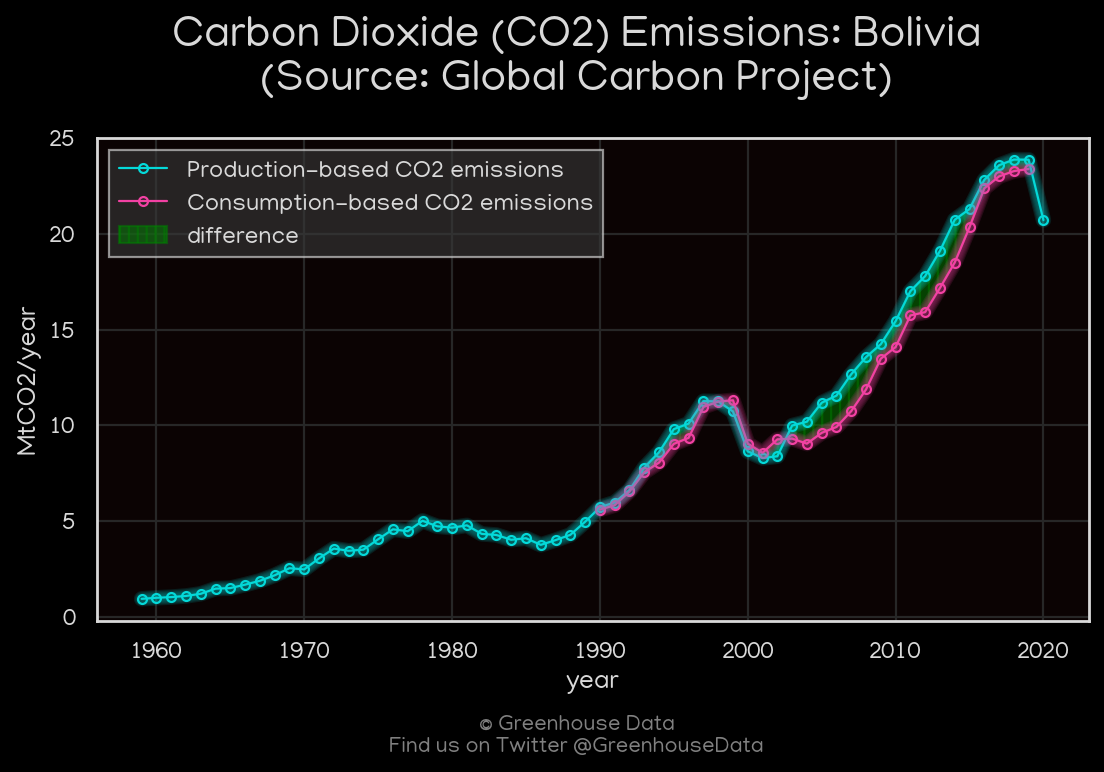 Carbon Dioxide (CO2) Emissions: Bolivia
(Source: Global Carbon Project)
Production-based CO2 emissions
Consumption-based CO2 emissions
difference
MtCO2/year
25
20
15
10
5
0
1960 1970 1980 1990 2000 2010 2020
year
© Greenhouse Data
Find us on Twitter @GreenhouseData